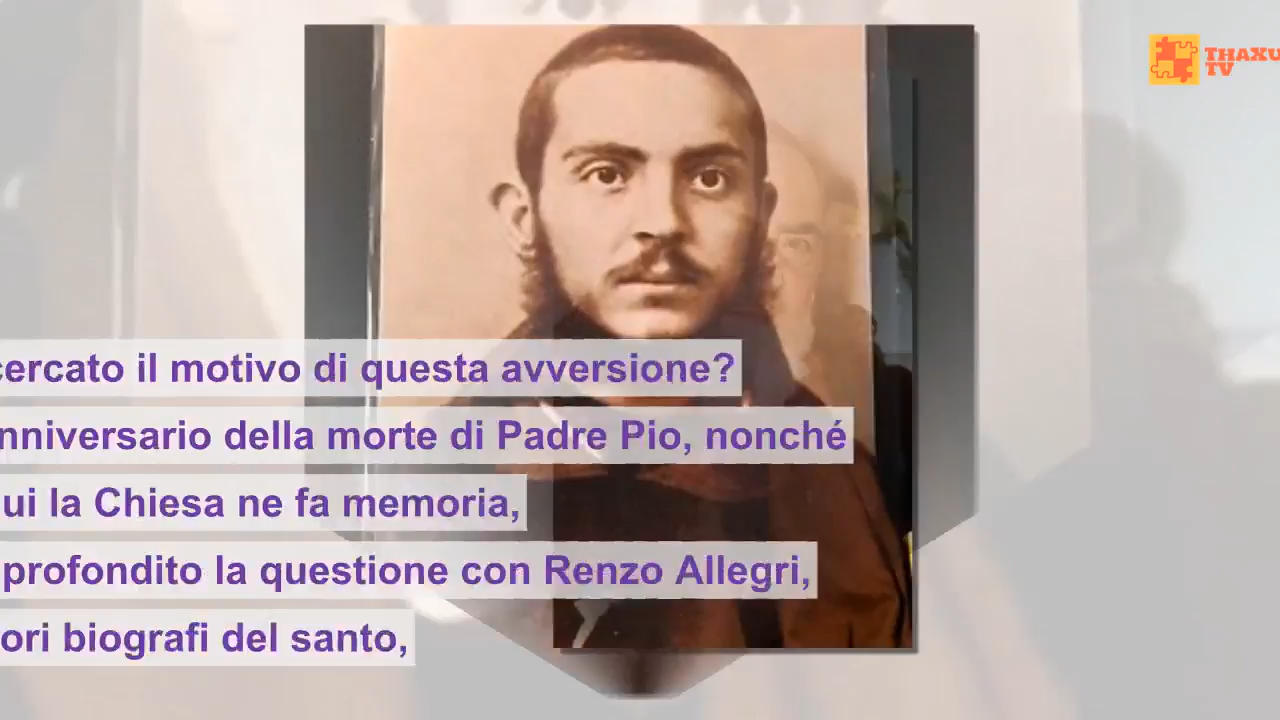 THAXU
TV
cercato il motivo di questa avversione?
nniversario della morte di Padre Pio, nonché
ui la Chiesa ne fa memoria,
profondito la questione con Renzo Allegri,
ori biografi del santo,